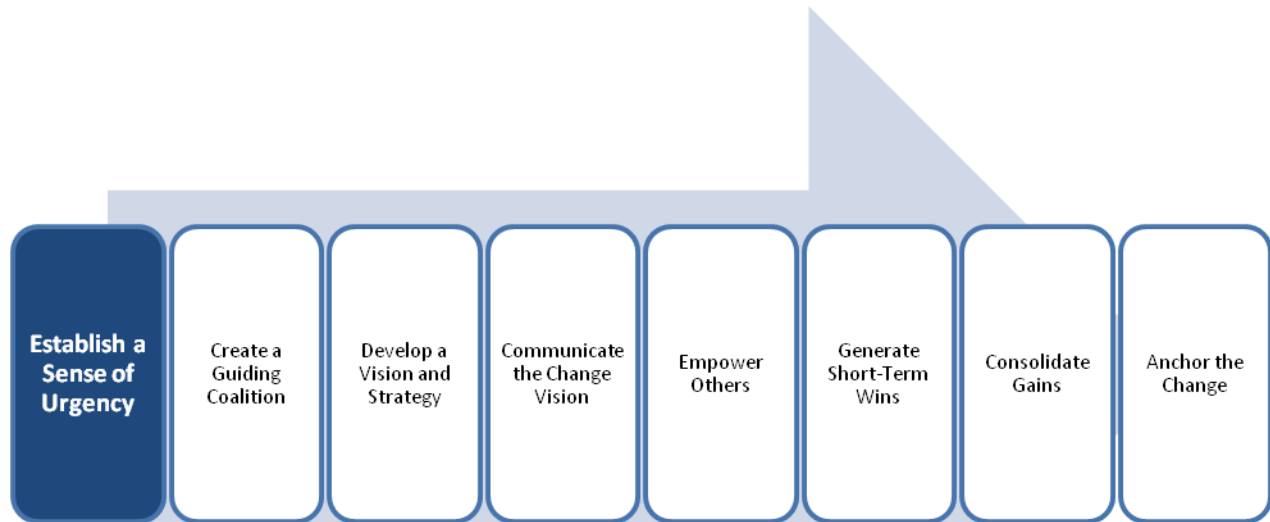 Establish a
Sense of
Urgency
Create a
Guiding
Coalition
Develop a
Vision and
Strategy
Communicate
the Change
Vision
Empower
Others
Generate
Short-Term
Wins
Consolidate
Gains
Anchor the
Change